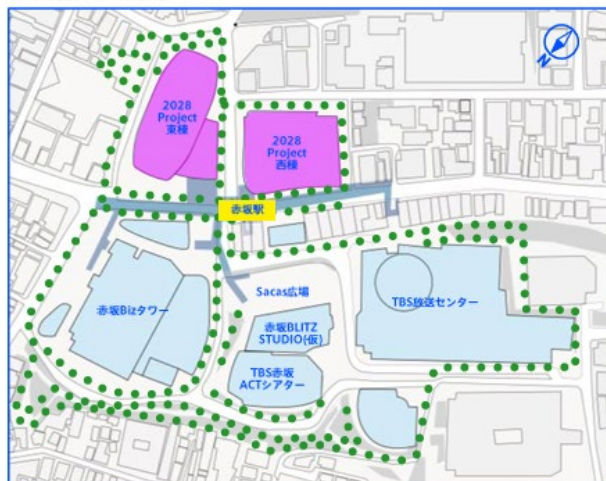 N
2028
Project
東棟
2028
Project
西棟
赤坂駅
赤坂Bizタワー
Sacas広場
TBS放送センター
赤坂BLITZ
STUDIO(仮)
TBS赤坂
ACTシアター